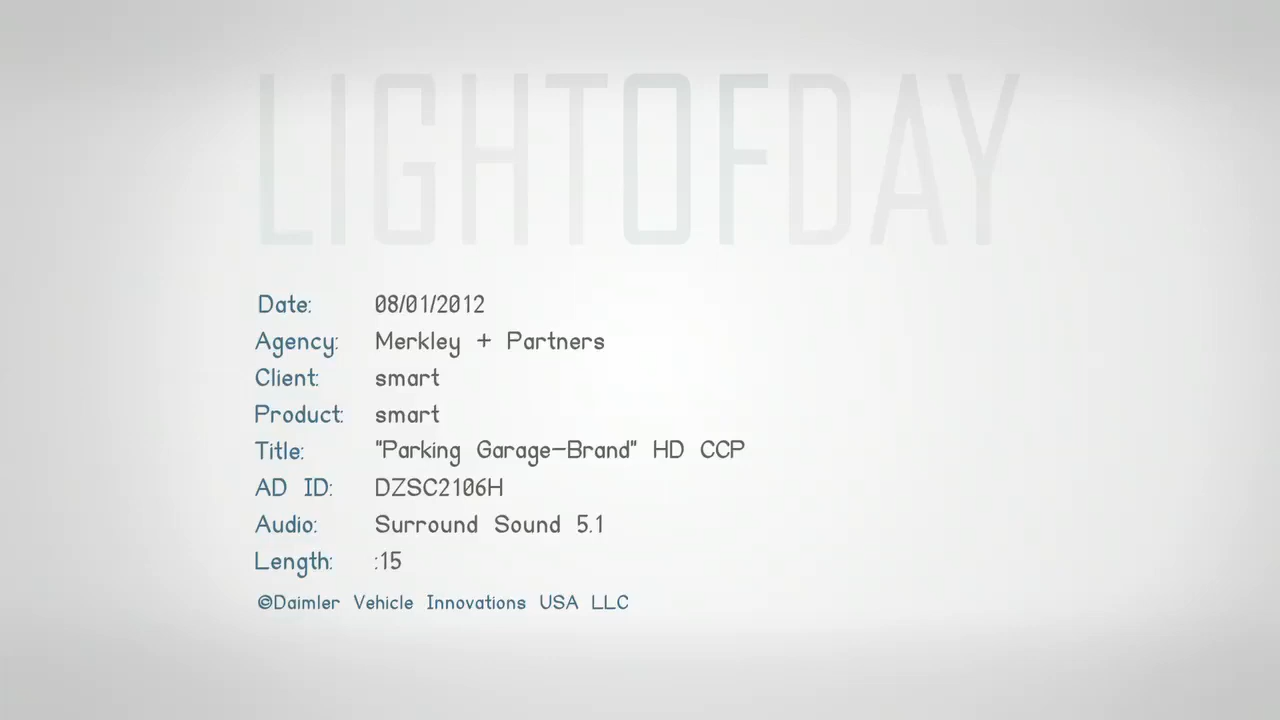 LIGHTOFDAY
Date: 08/01/2012
Agency: Merkley + Partners
Client: smart
Product: smart
Title: "Parking Garage-Brand" HD CCP
AD ID: DZSC2106H
Audio: Surround Sound 5.1
Length: :15
©Daimler Vehicle Innovations USA LLC